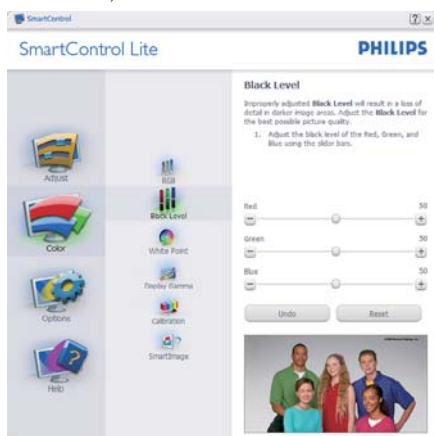 SmartControl
SmartControl Lite
PHILIPS
Adjust
Color
Options
Help
RGB
Black Level
White Point
Display Gamma
Calibration
SmartImage
Black Level
Improperly adjusted Black Level will result in a loss of
detail in darker image areas. Adjust the Black Level for
the best possible picture quality.
1. Adjust the black level of the Red, Green, and
Blue using the slider bars.
Red 50
Green 50
Blue 50
Undo Reset